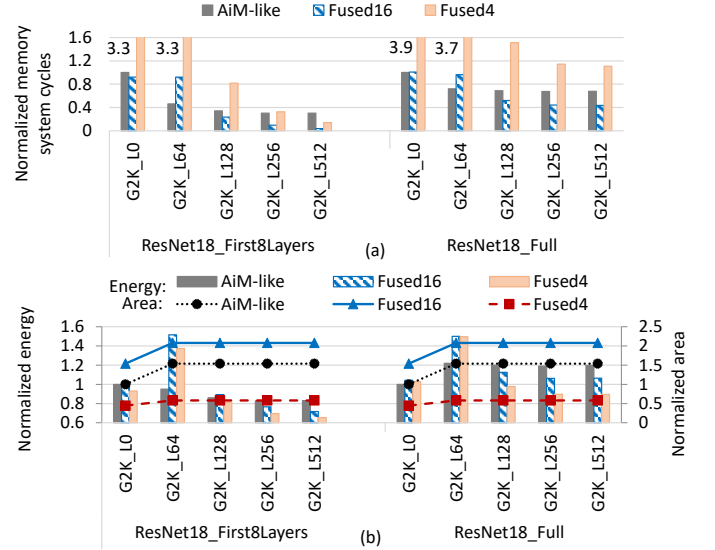 AiM-like Fused16 Fused4
Normalized memory
system cycles
1.6
1.2
0.8
0.4
0
3.3 3.3 3.9 3.7
G2K_L0 G2K_L64 G2K_L128 G2K_L256 G2K_L512 G2K_L0 G2K_L64 G2K_L128 G2K_L256 G2K_L512
ResNet18_First8Layers (a) ResNet18_Full
Energy: AiM-like Fused16 Fused4
Area: AiM-like Fused16 Fused4
Normalized energy
1.6
1.4
1.2
1.0
0.8
0.6
2.5
2
1.5
1
0.5
0
Normalized area
G2K_L0 G2K_L64 G2K_L128 G2K_L256 G2K_L512 G2K_L0 G2K_L64 G2K_L128 G2K_L256 G2K_L512
ResNet18_First8Layers (b) ResNet18_Full